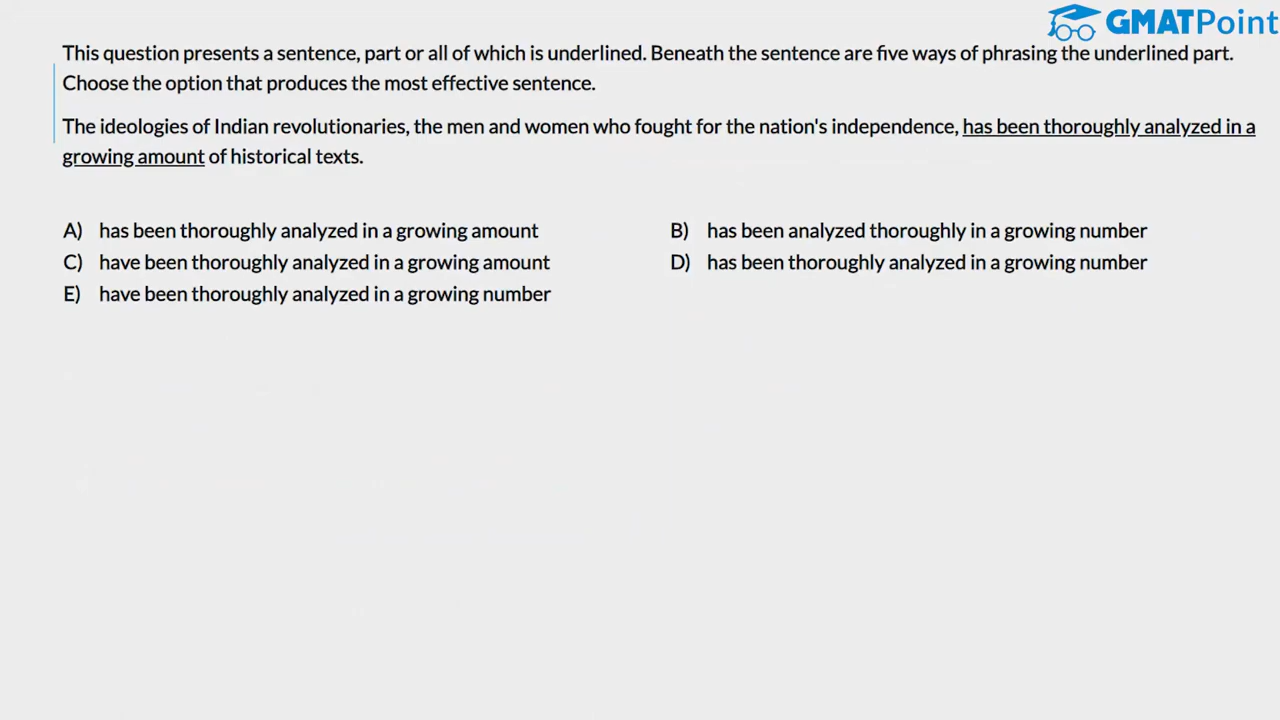 GMATPoint
This question presents a sentence, part or all of which is underlined. Beneath the sentence are five ways of phrasing the underlined part.
Choose the option that produces the most effective sentence.
The ideologies of Indian revolutionaries, the men and women who fought for the nation's independence, has been thoroughly analyzed in a
growing amount of historical texts.
A) has been thoroughly analyzed in a growing amount
B) has been analyzed thoroughly in a growing number
C) have been thoroughly analyzed in a growing amount
D) has been thoroughly analyzed in a growing number
E) have been thoroughly analyzed in a growing number